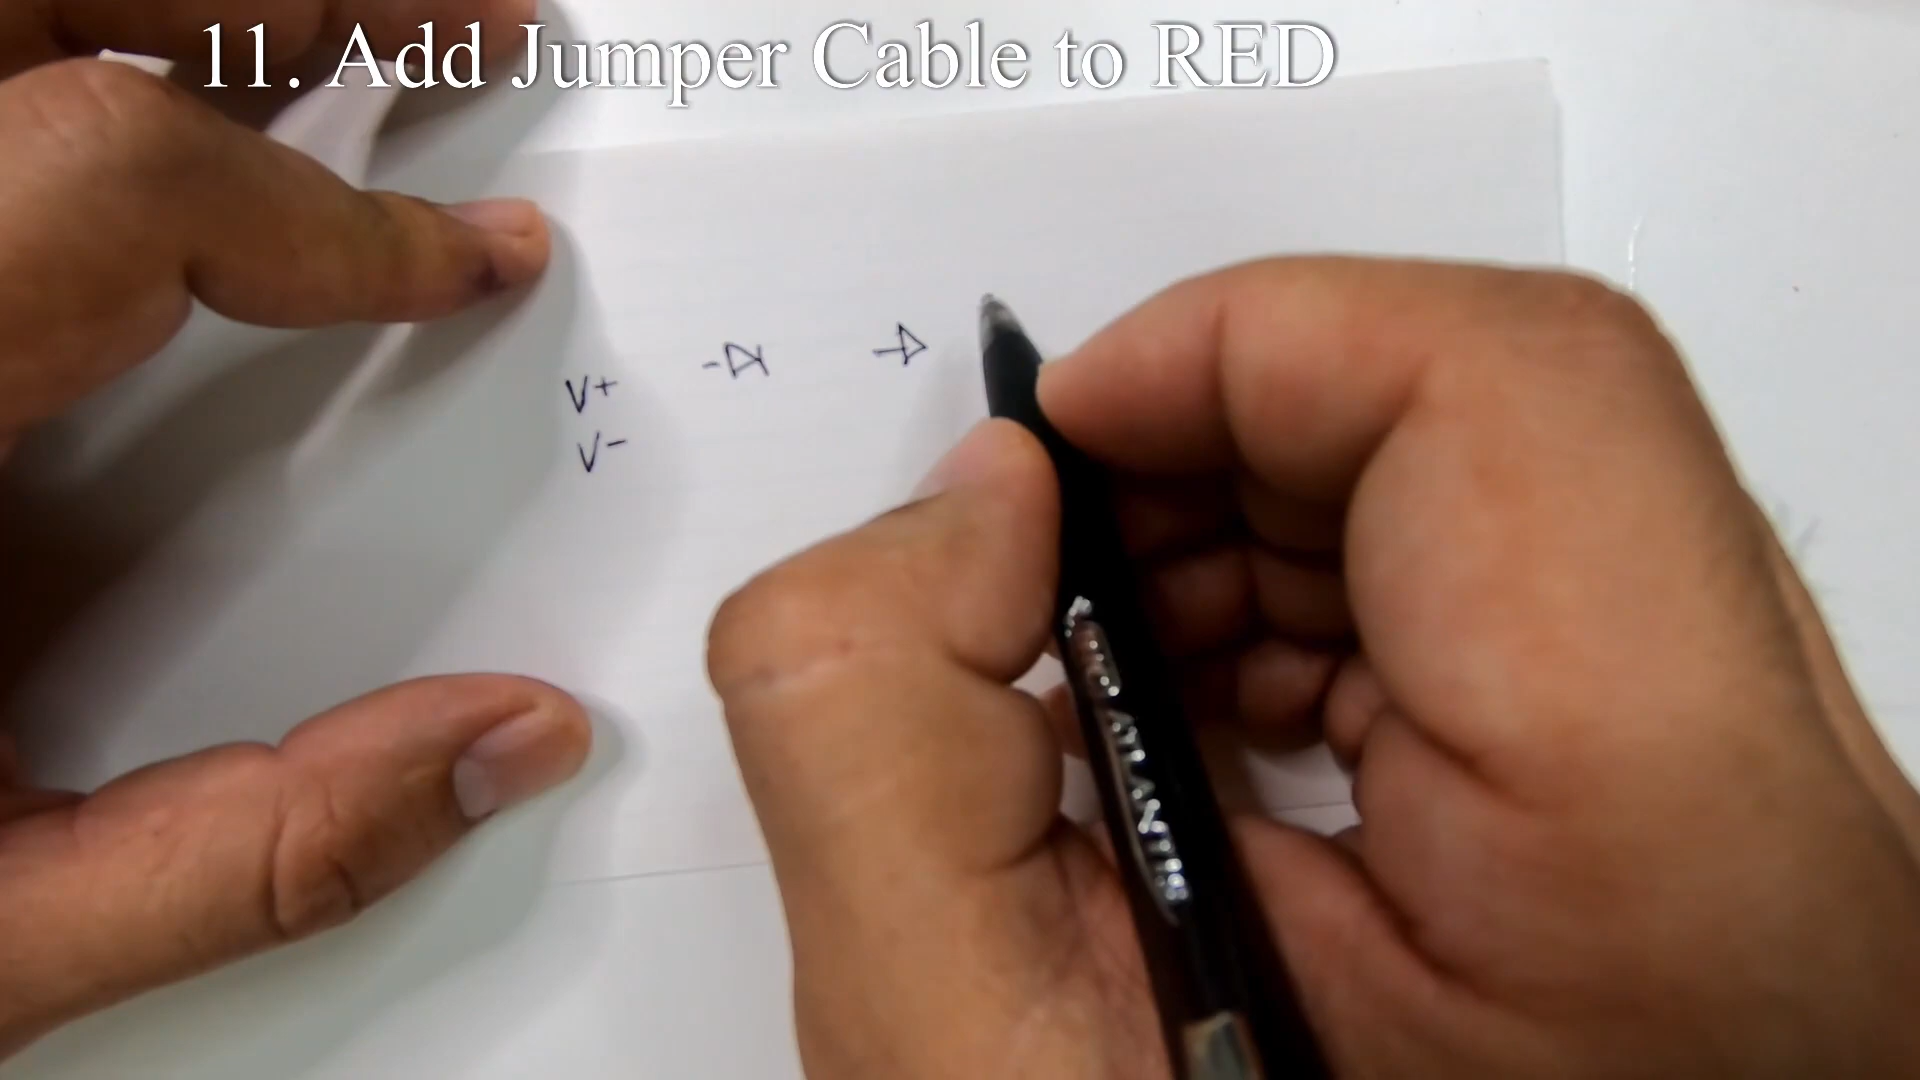 11. Add Jumper Cable to RED
V+
V-